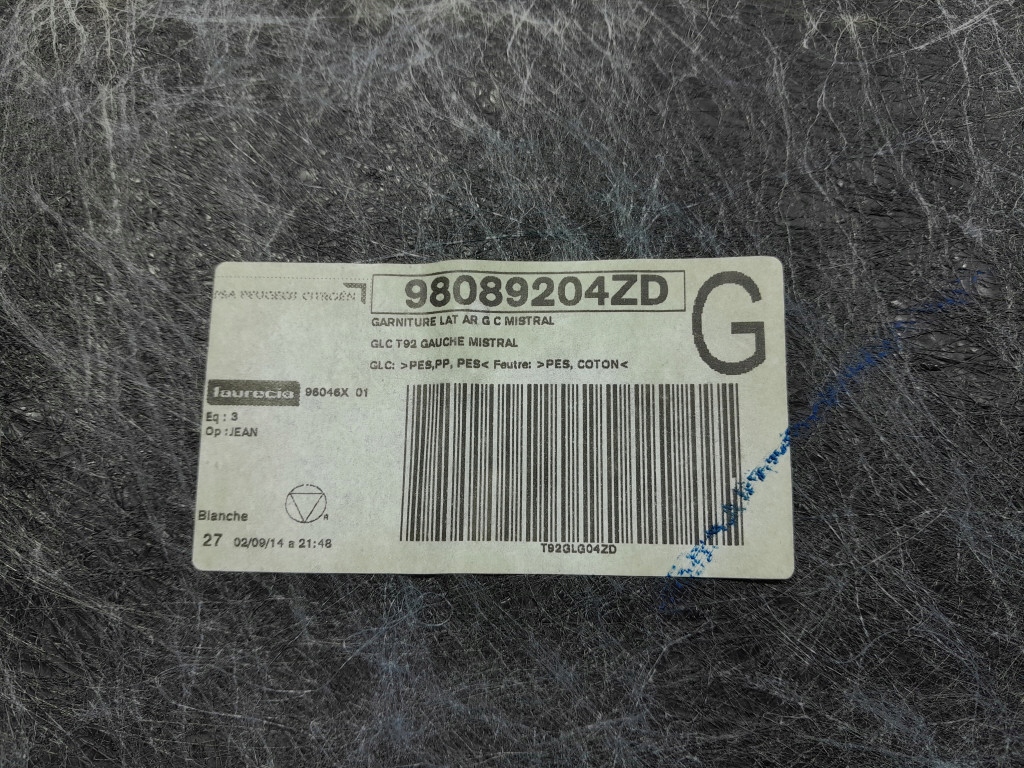 PSA PEUGEOT CITROËN
98089204ZD
G
GARNITURE LAT AR G C MISTRAL
GLC T92 GAUCHE MISTRAL
GLC: >PES,PP, PES< Feutre: >PES, COTON<
faurecia 96046X 01
Eq : 3
Op :JEAN
Blanche
27 02/09/14 a 21:48
T92GLG04ZD